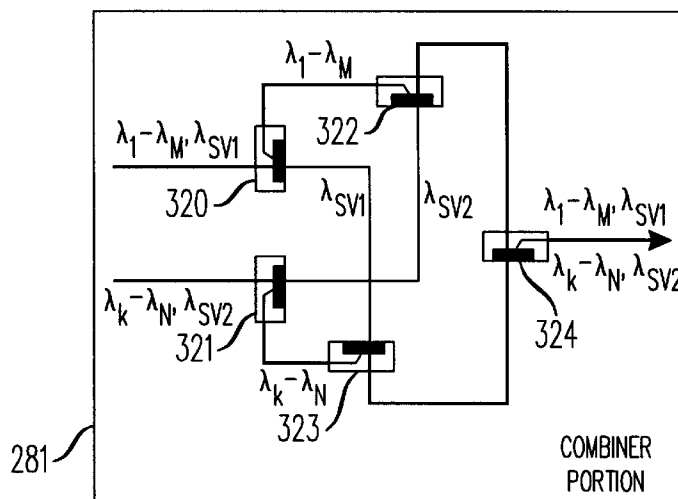 λ1–λM
322
λ1–λM, λSV1
320
λSV1
λSV2
λ1–λM, λSV1
λk–λN, λSV2
λk–λN, λSV2
321
324
λk–λN
323
281
COMBINER
PORTION